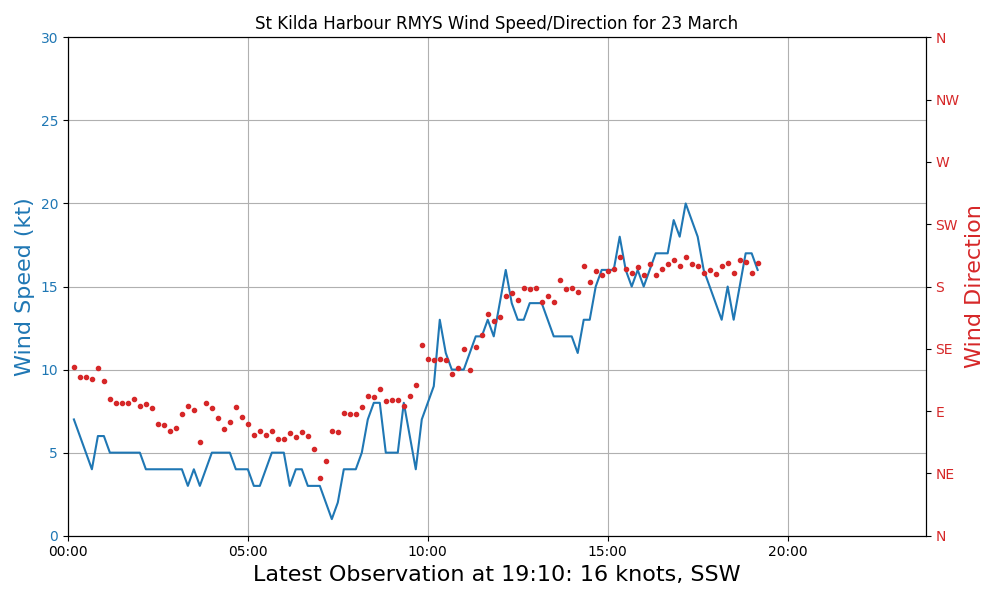 St Kilda Harbour RMYS Wind Speed/Direction for 23 March
30
25
20
15
10
5
0
Wind Speed (kt)
N
NW
W
SW
S
SE
E
NE
N
Wind Direction
00:00 05:00 10:00 15:00 20:00
Latest Observation at 19:10: 16 knots, SSW